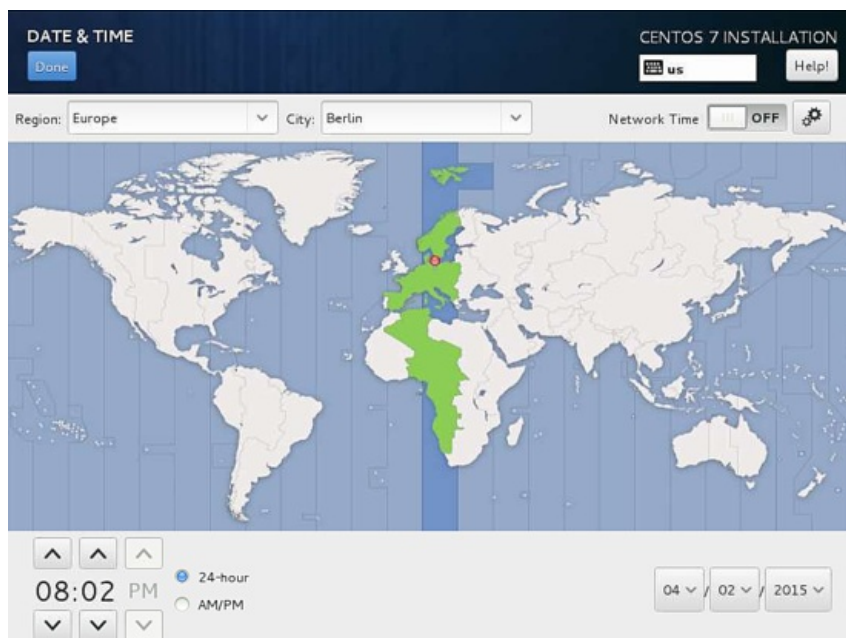 DATE & TIME
CENTOS 7 INSTALLATION
Done
us
Help!
Region: Europe City: Berlin Network Time OFF
08:02 PM
24-hour
AM/PM
04 / 02 / 2015